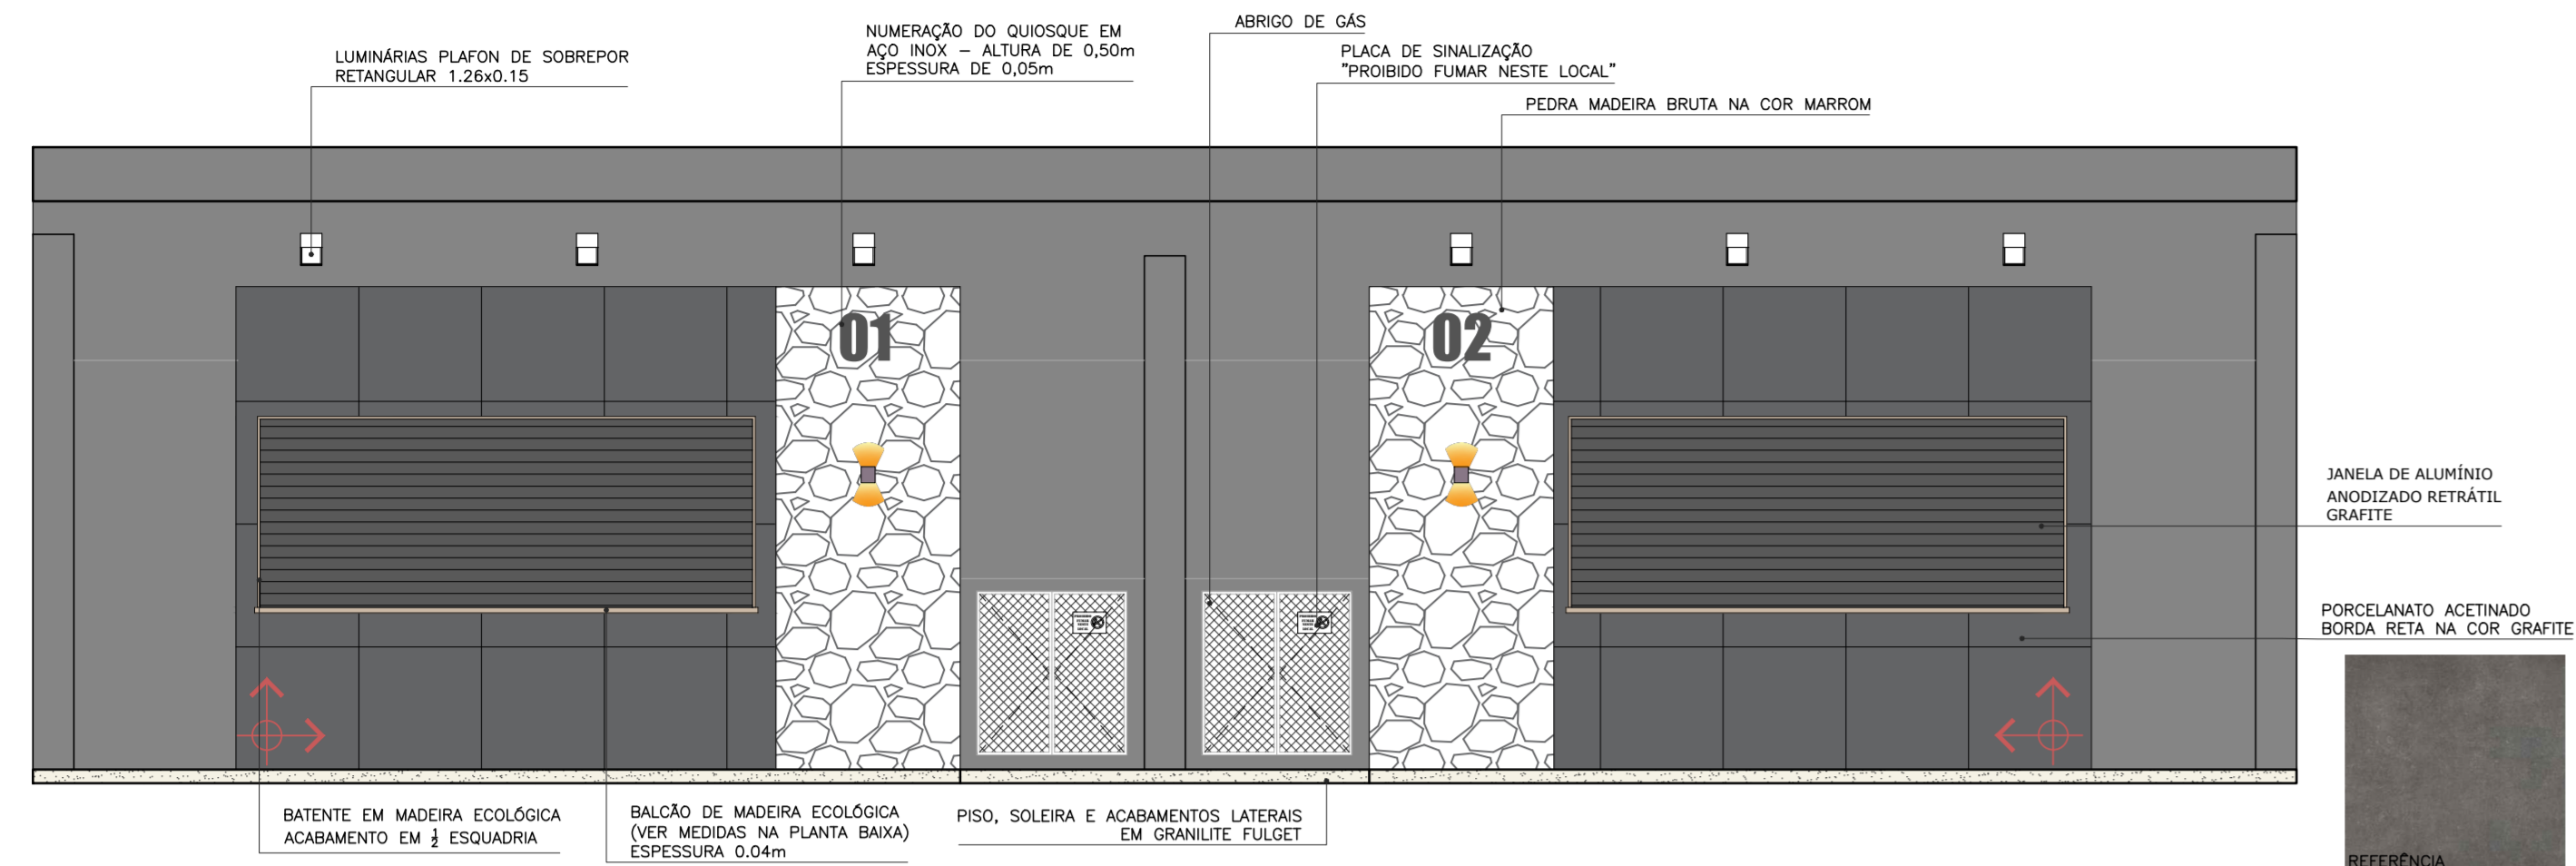 ABRIGO DE GÁS
NUMERAÇÃO DO QUIOSQUE EM
AÇO INOX – ALTURA DE 0,50m
ESPESSURA DE 0,05m
LUMINÁRIAS PLAFON DE SOBREPOR
RETANGULAR 1.26x0.15
PLACA DE SINALIZAÇÃO
"PROIBIDO FUMAR NESTE LOCAL"
PEDRA MADEIRA BRUTA NA COR MARROM
01
02
JANELA DE ALUMÍNIO
ANODIZADO RETRÁTIL
GRAFITE
PORCELANATO ACETINADO
BORDA RETA NA COR GRAFITE
BATENTE EM MADEIRA ECOLÓGICA
ACABAMENTO EM ½ ESQUADRIA
BALCÃO DE MADEIRA ECOLÓGICA
(VER MEDIDAS NA PLANTA BAIXA)
ESPESSURA 0.04m
PISO, SOLEIRA E ACABAMENTOS LATERAIS
EM GRANILITE FULGET
REFERÊNCIA